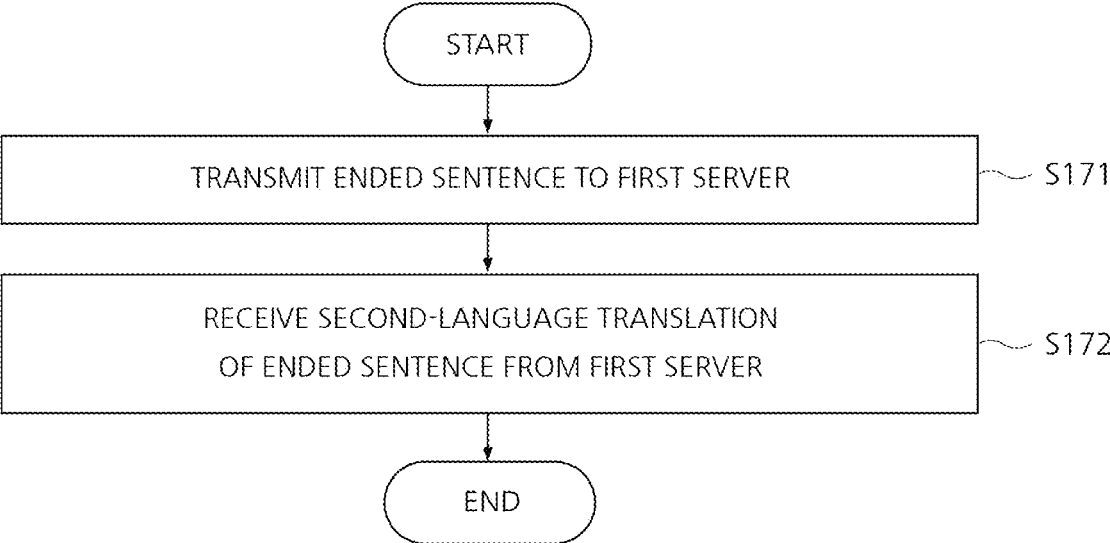 START
TRANSMIT ENDED SENTENCE TO FIRST SERVER
S171
RECEIVE SECOND-LANGUAGE TRANSLATION
OF ENDED SENTENCE FROM FIRST SERVER
S172
END